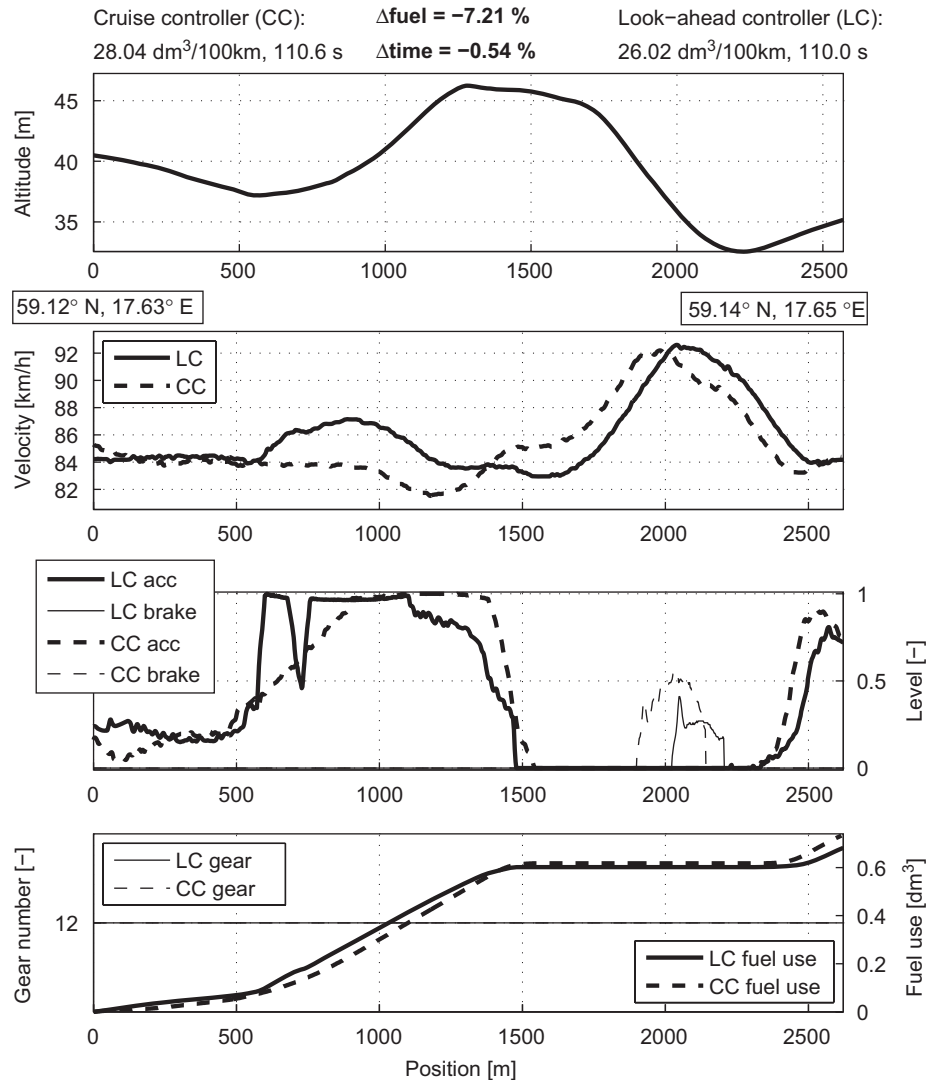 Cruise controller (CC):
Δfuel = −7.21 %
Look−ahead controller (LC):
28.04 dm³/100km, 110.6 s
Δtime = −0.54 %
26.02 dm³/100km, 110.0 s
Altitude [m]
45
40
35
0 500 1000 1500 2000 2500
59.12° N, 17.63° E
59.14° N, 17.65 °E
Velocity [km/h]
92
90
88
86
84
82
LC
CC
0 500 1000 1500 2000 2500
LC acc
LC brake
CC acc
CC brake
1
0.5
0
Level [−]
0 500 1000 1500 2000 2500
Gear number [−]
12
LC gear
CC gear
0.6
0.4
0.2
0
Fuel use [dm³]
LC fuel use
CC fuel use
0 500 1000 1500 2000 2500
Position [m]